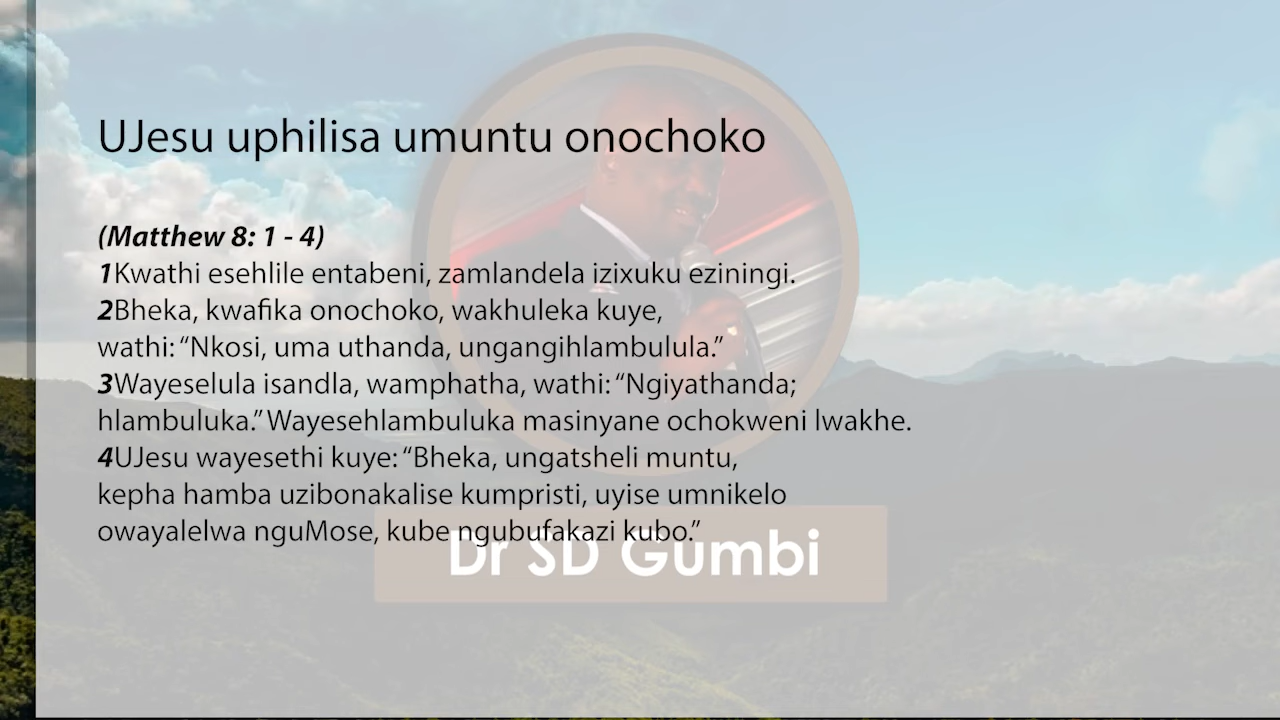 UJesu uphilisa umuntu onochoko
(Matthew 8: 1 - 4)
1Kwathi esehlile entabeni, zamlandela izixuku eziningi.
2Bheka, kwafika onochoko, wakhuleka kuye,
wathi: “Nkosi, uma uthanda, ungangihlambulula.”
3Wayeselula isandla, wamphatha, wathi: “Ngiyathanda;
hlambuluka.” Wayesehlambuluka masinyane ochokweni lwakhe.
4UJesu wayesethi kuye: “Bheka, ungatsheli muntu,
kepha hamba uzibonakalise kumpristi, uyise umnikelo
owayalelwa nguMose, kube ngubufakazi kubo.”
Dr SD Gumbi